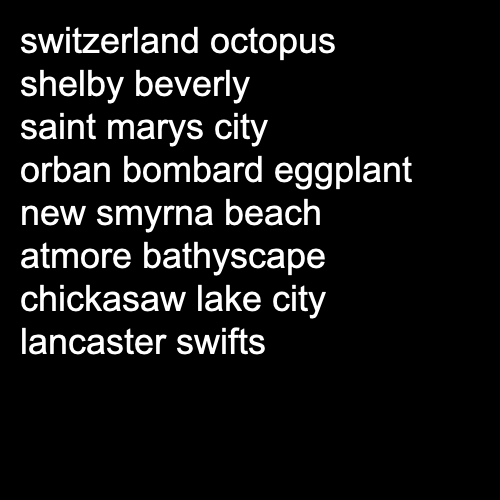 switzerland octopus
shelby beverly
saint marys city
orban bombard eggplant
new smyrna beach
atmore bathyscape
chickasaw lake city
lancaster swifts